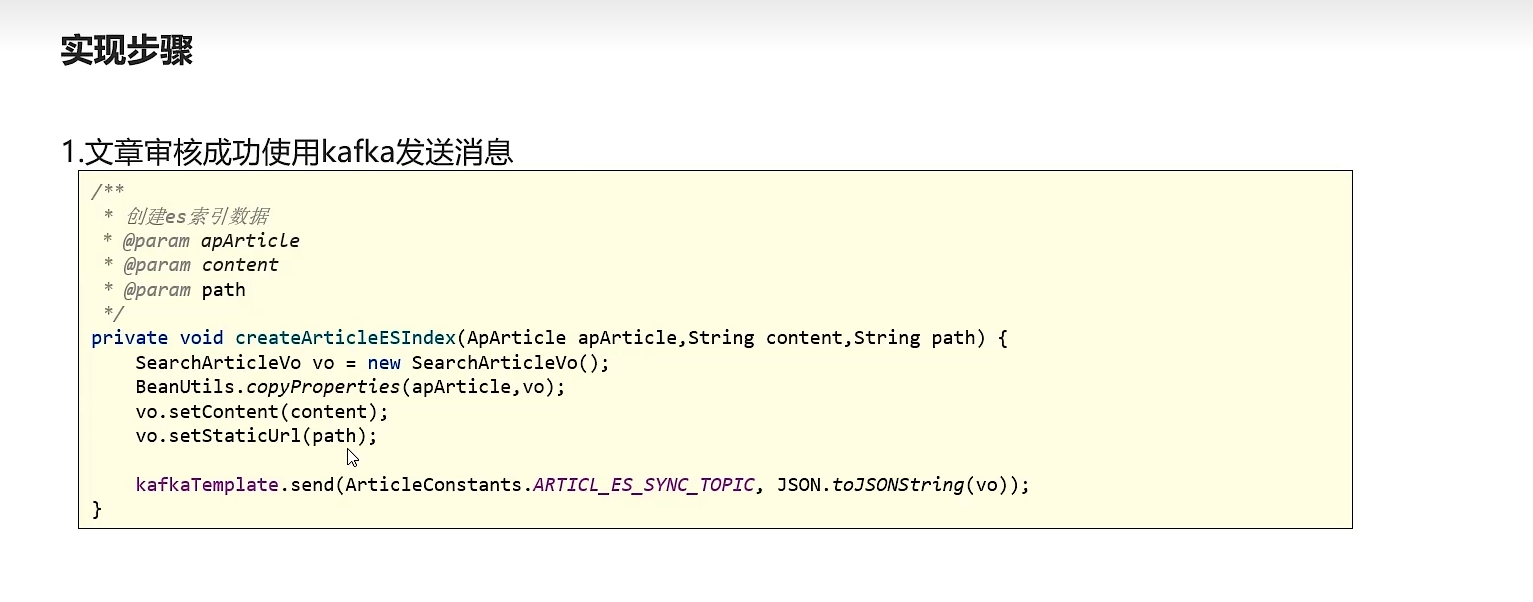 实现步骤
1.文章审核成功使用kafka发送消息
/**
 * 创建es索引数据
 * @param apArticle
 * @param content
 * @param path
 */
private void createArticleESIndex(ApArticle apArticle,String content,String path) {
    SearchArticleVo vo = new SearchArticleVo();
    BeanUtils.copyProperties(apArticle,vo);
    vo.setContent(content);
    vo.setStaticUrl(path);
    kafkaTemplate.send(ArticleConstants.ARTICL_ES_SYNC_TOPIC, JSON.toJSONString(vo));
}